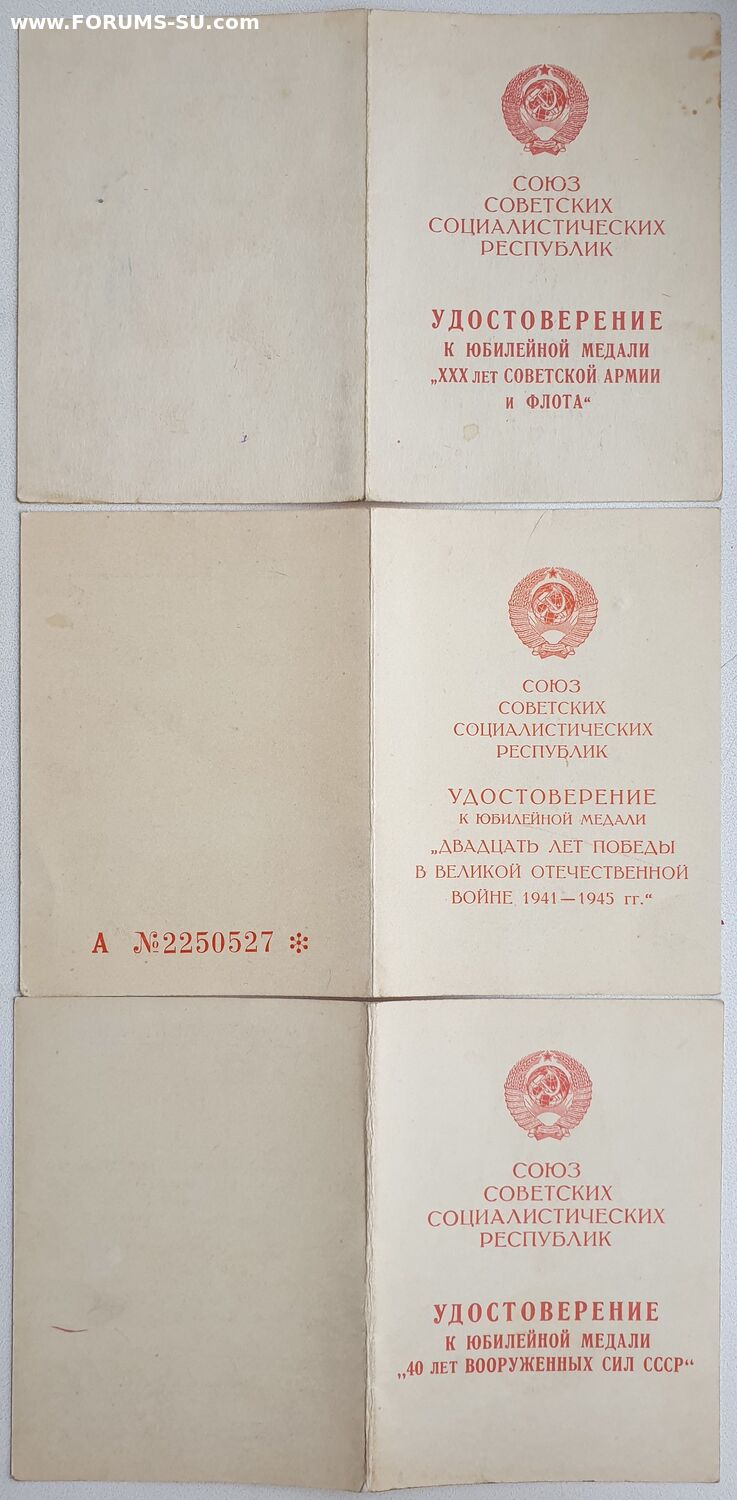 www.FORUMS-SU.com
СОЮЗ
СОВЕТСКИХ
СОЦИАЛИСТИЧЕСКИХ
РЕСПУБЛИК
УДОСТОВЕРЕНИЕ
К ЮБИЛЕЙНОЙ МЕДАЛИ
„XXX ЛЕТ СОВЕТСКОЙ АРМИИ
И ФЛОТА“
СОЮЗ
СОВЕТСКИХ
СОЦИАЛИСТИЧЕСКИХ
РЕСПУБЛИК
УДОСТОВЕРЕНИЕ
К ЮБИЛЕЙНОЙ МЕДАЛИ
„ДВАДЦАТЬ ЛЕТ ПОБЕДЫ
В ВЕЛИКОЙ ОТЕЧЕСТВЕННОЙ
ВОЙНЕ 1941—1945 гг.“
А №2250527 *
СОЮЗ
СОВЕТСКИХ
СОЦИАЛИСТИЧЕСКИХ
РЕСПУБЛИК
УДОСТОВЕРЕНИЕ
К ЮБИЛЕЙНОЙ МЕДАЛИ
„40 ЛЕТ ВООРУЖЕННЫХ СИЛ СССР“